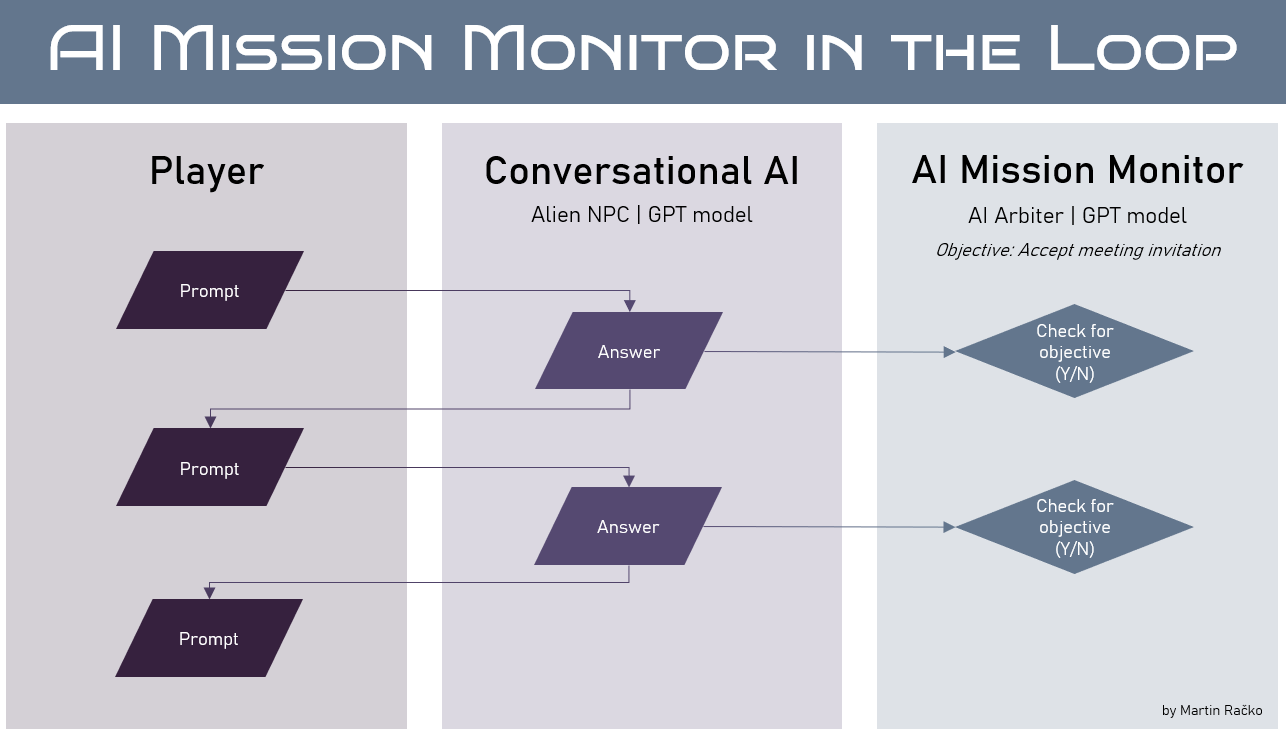 AI Mission Monitor in the Loop
Player
Conversational AI
Alien NPC | GPT model
AI Mission Monitor
AI Arbiter | GPT model
Objective: Accept meeting invitation
Prompt
Answer
Check for
objective
(Y/N)
Prompt
Answer
Check for
objective
(Y/N)
Prompt
by Martin Račko